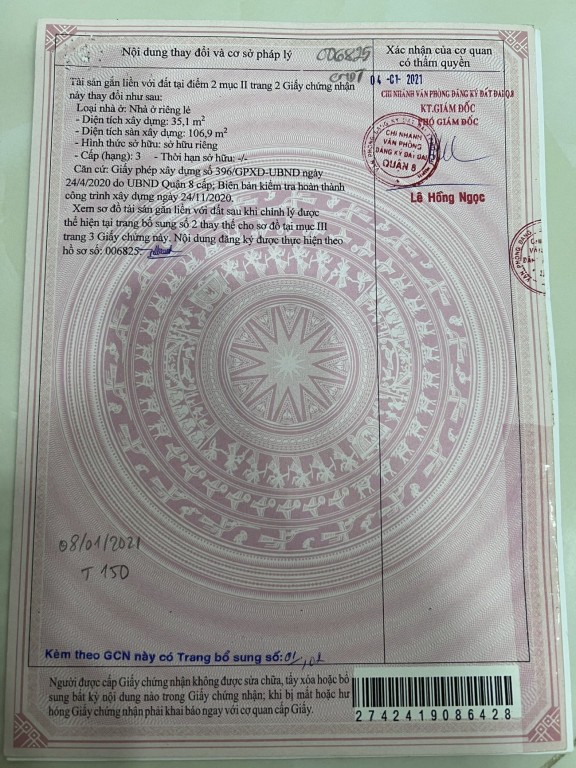 Nội dung thay đổi và cơ sở pháp lý
006825
Xác nhận của cơ quan
có thẩm quyền
Tài sản gắn liền với đất tại điểm 2 mục II trang 2 Giấy chứng nhận
này thay đổi như sau:
Loại nhà ở: Nhà ở riêng lẻ
- Diện tích xây dựng: 35,1 m²
- Diện tích sàn xây dựng: 106,9 m²
- Hình thức sở hữu: sở hữu riêng
- Cấp (hạng): 3 - Thời hạn sở hữu: -/-
Căn cứ: Giấy phép xây dựng số 396/GPXD-UBND ngày
24/4/2020 do UBND Quận 8 cấp; Biên bản kiểm tra hoàn thành
công trình xây dựng ngày 24/11/2020.
Xem sơ đồ tài sản gắn liền với đất sau khi chỉnh lý được
thể hiện tại trang bổ sung số 2 thay thế cho sơ đồ tại mục III
trang 3 Giấy chứng này. Nội dung đăng ký được thực hiện theo
hồ sơ số: 006825.
04 -01- 2021
CHI NHÁNH VĂN PHÒNG ĐĂNG KÝ ĐẤT ĐAI Q.8
KT.GIÁM ĐỐC
PHÓ GIÁM ĐỐC
CHI NHÁNH
VĂN PHÒNG
ĐĂNG KÝ ĐẤT ĐAI
QUẬN 8
Lê Hồng Ngọc
08/01/2021
T 150
Kèm theo GCN này có Trang bổ sung số: 01,
Người được cấp Giấy chứng nhận không được sửa chữa, tẩy xóa hoặc bổ
sung bất kỳ nội dung nào trong Giấy chứng nhận; khi bị mất hoặc hư
hỏng Giấy chứng nhận phải khai báo ngay với cơ quan cấp Giấy.
2742419086428